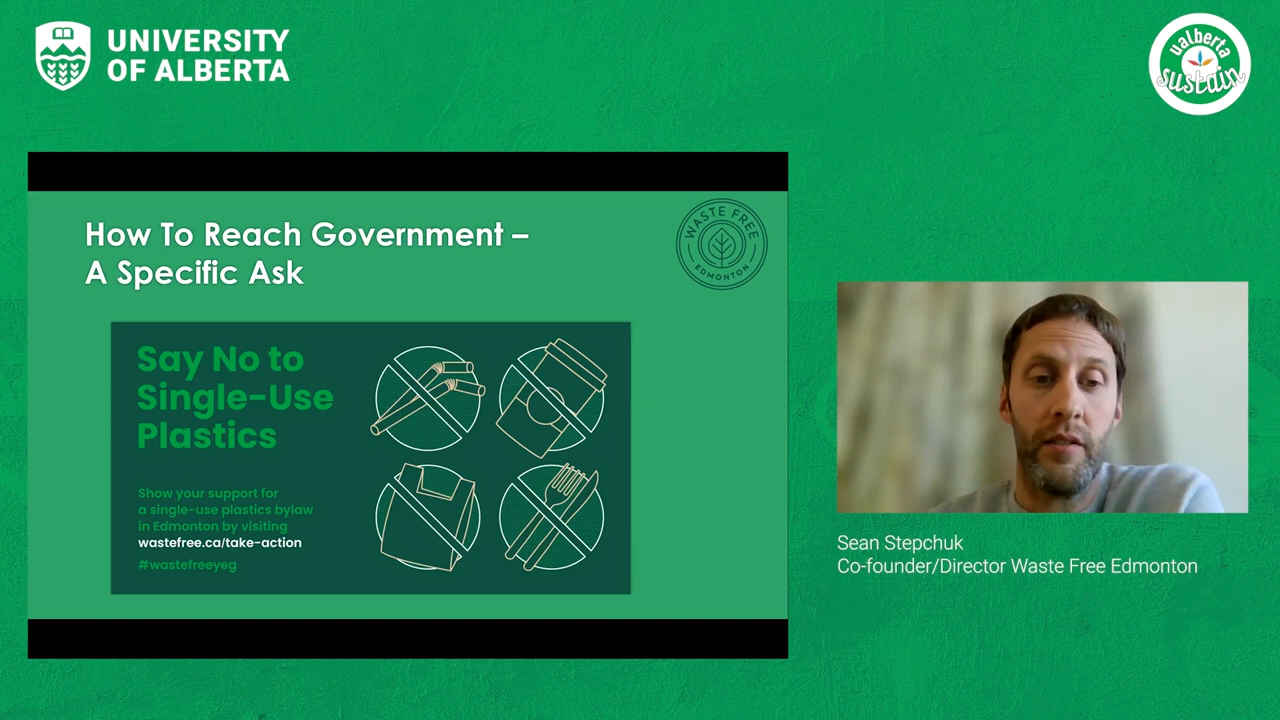 UNIVERSITY
OF ALBERTA
ualberta
sustain
How To Reach Government –
A Specific Ask
WASTE FREE
EDMONTON
Say No to
Single-Use
Plastics
Show your support for
a single-use plastics bylaw
in Edmonton by visiting
wastefree.ca/take-action
#wastefreeyeg
Sean Stepchuk
Co-founder/Director Waste Free Edmonton